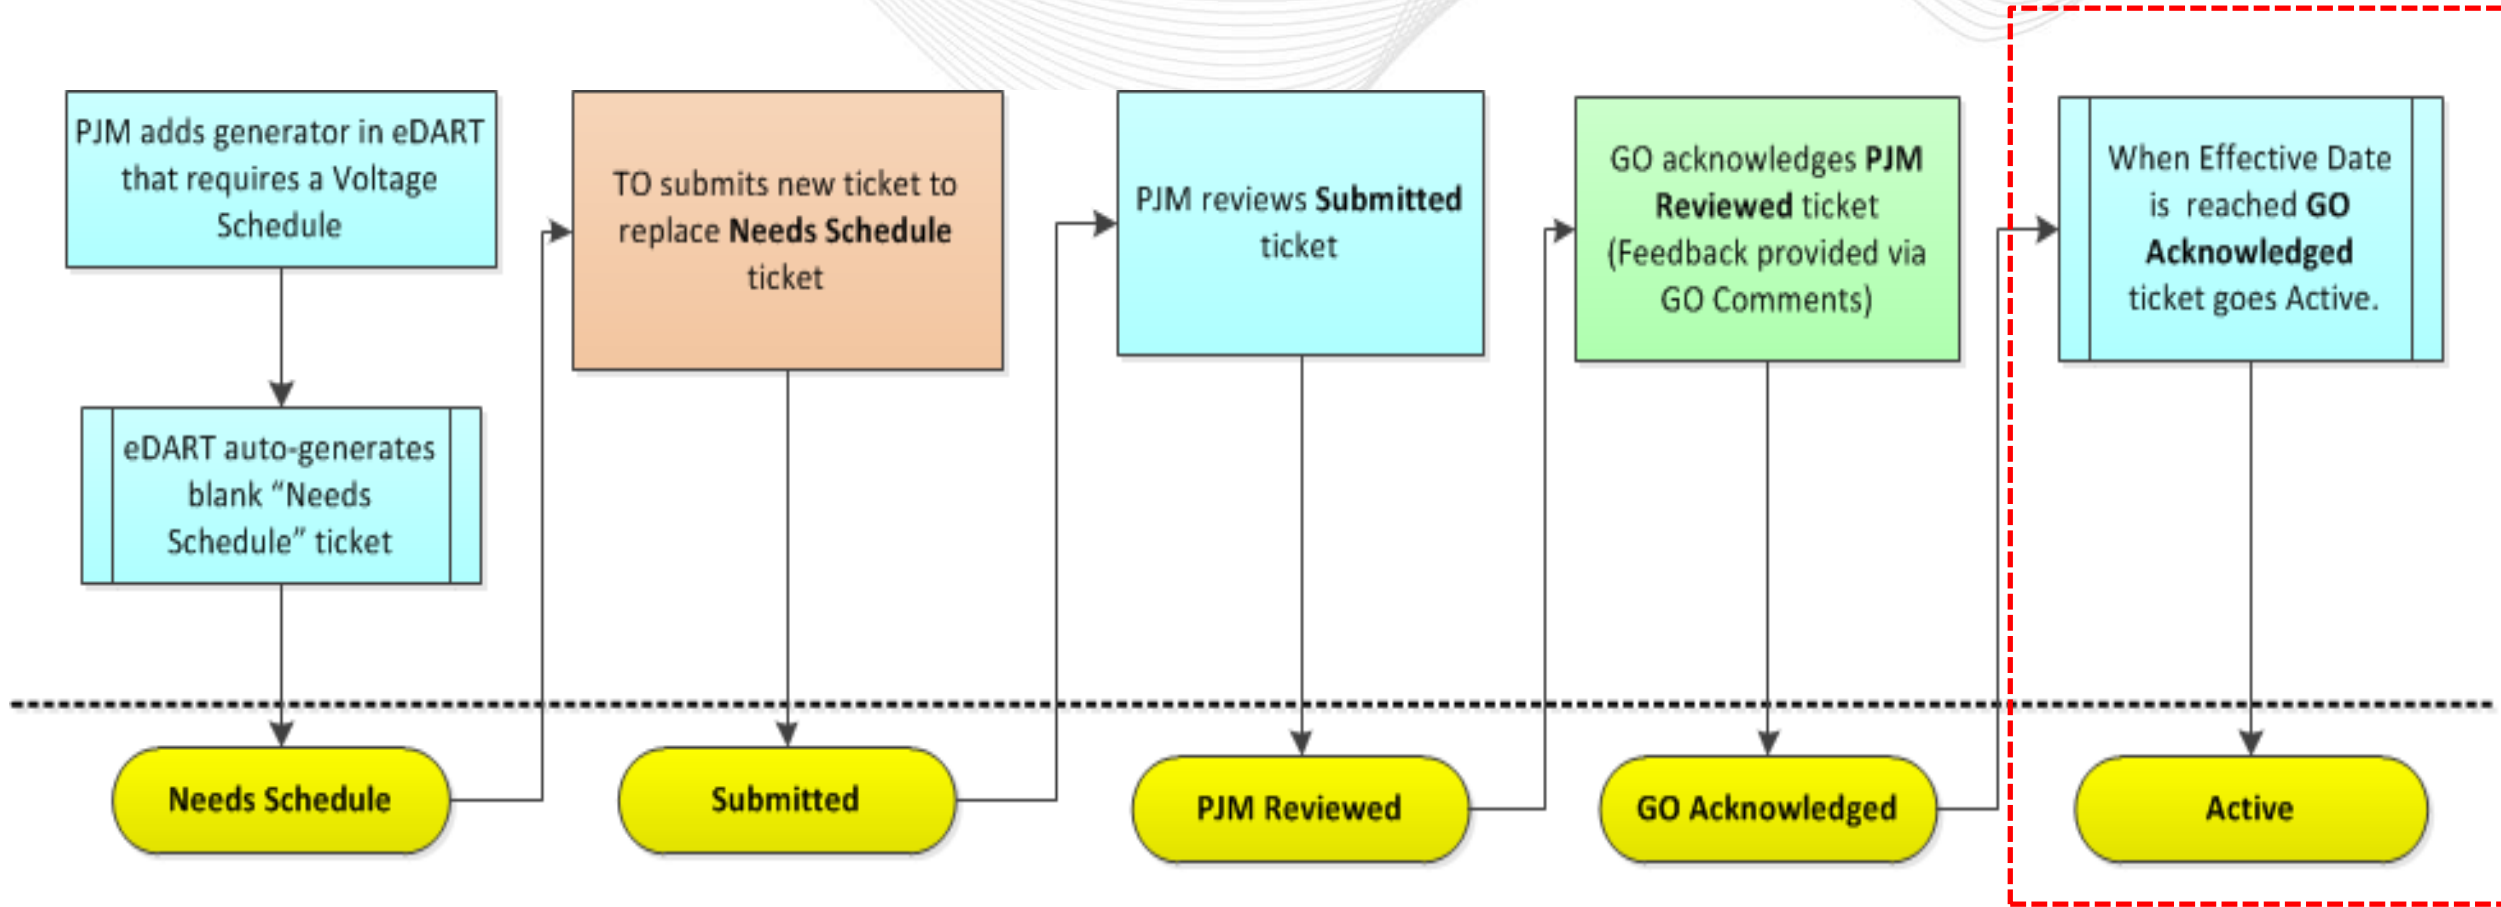 PJM adds generator in eDART
that requires a Voltage
Schedule
eDART auto-generates
blank “Needs
Schedule” ticket
Needs Schedule
TO submits new ticket to
replace Needs Schedule
ticket
Submitted
PJM reviews Submitted
ticket
PJM Reviewed
GO acknowledges PJM
Reviewed ticket
(Feedback provided via
GO Comments)
GO Acknowledged
When Effective Date
is reached GO
Acknowledged
ticket goes Active.
Active